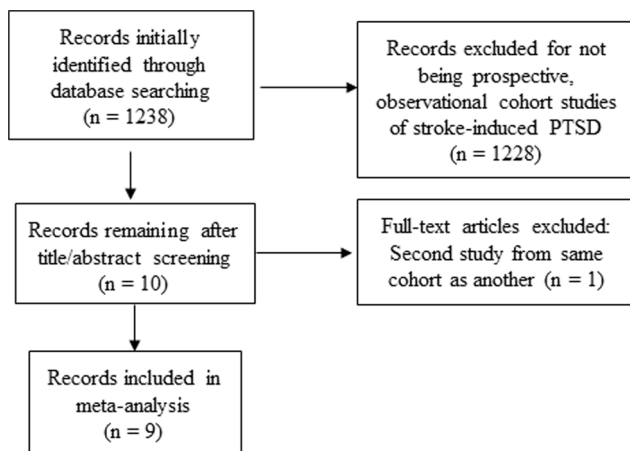 Records initially
identified through
database searching
(n = 1238)
Records excluded for not
being prospective,
observational cohort studies
of stroke-induced PTSD
(n = 1228)
Records remaining after
title/abstract screening
(n = 10)
Full-text articles excluded:
Second study from same
cohort as another (n = 1)
Records included in
meta-analysis
(n = 9)